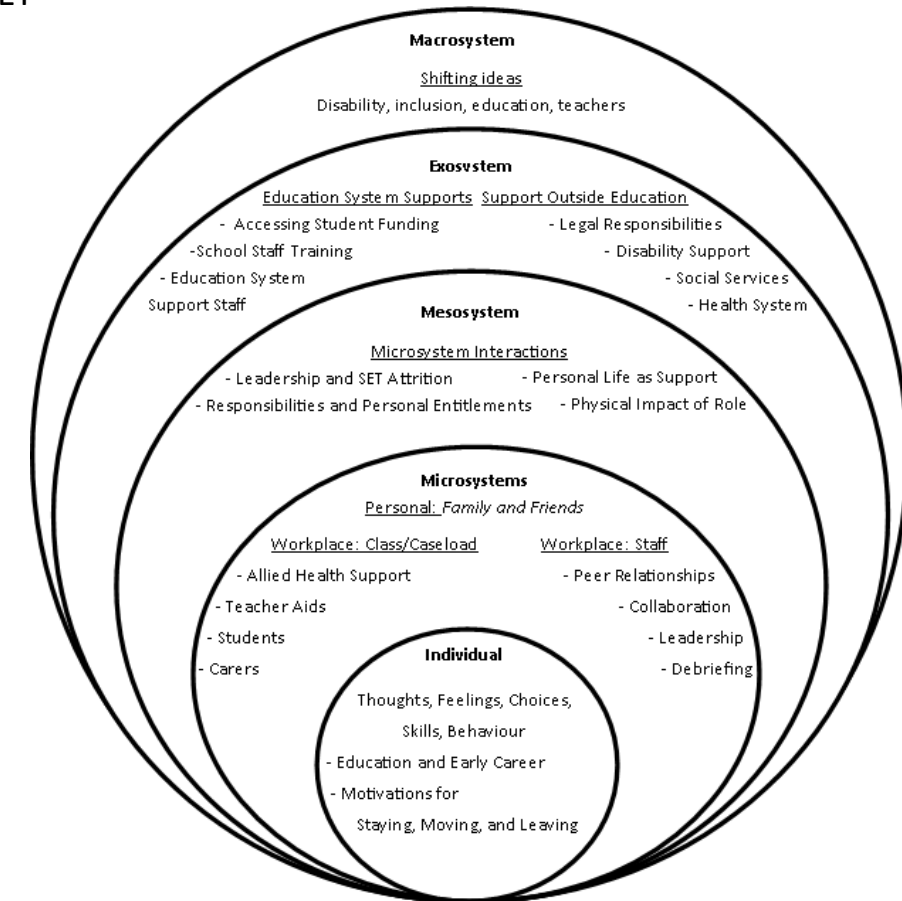 Macrosystem
Shifting ideas
Disability, inclusion, education, teachers
Exosystem
Education System Supports Support Outside Education
- Accessing Student Funding - Legal Responsibilities
-School Staff Training - Disability Support
- Education System - Social Services
Support Staff - Health System
Mesosystem
Microsystem Interactions
- Leadership and SET Attrition - Personal Life as Support
- Responsibilities and Personal Entitlements - Physical Impact of Role
Microsystems
Personal: Family and Friends
Workplace: Class/Caseload Workplace: Staff
- Allied Health Support - Peer Relationships
- Teacher Aids - Collaboration
- Students - Leadership
- Carers - Debriefing
Individual
Thoughts, Feelings, Choices,
Skills, Behaviour
- Education and Early Career
- Motivations for
Staying, Moving, and Leaving